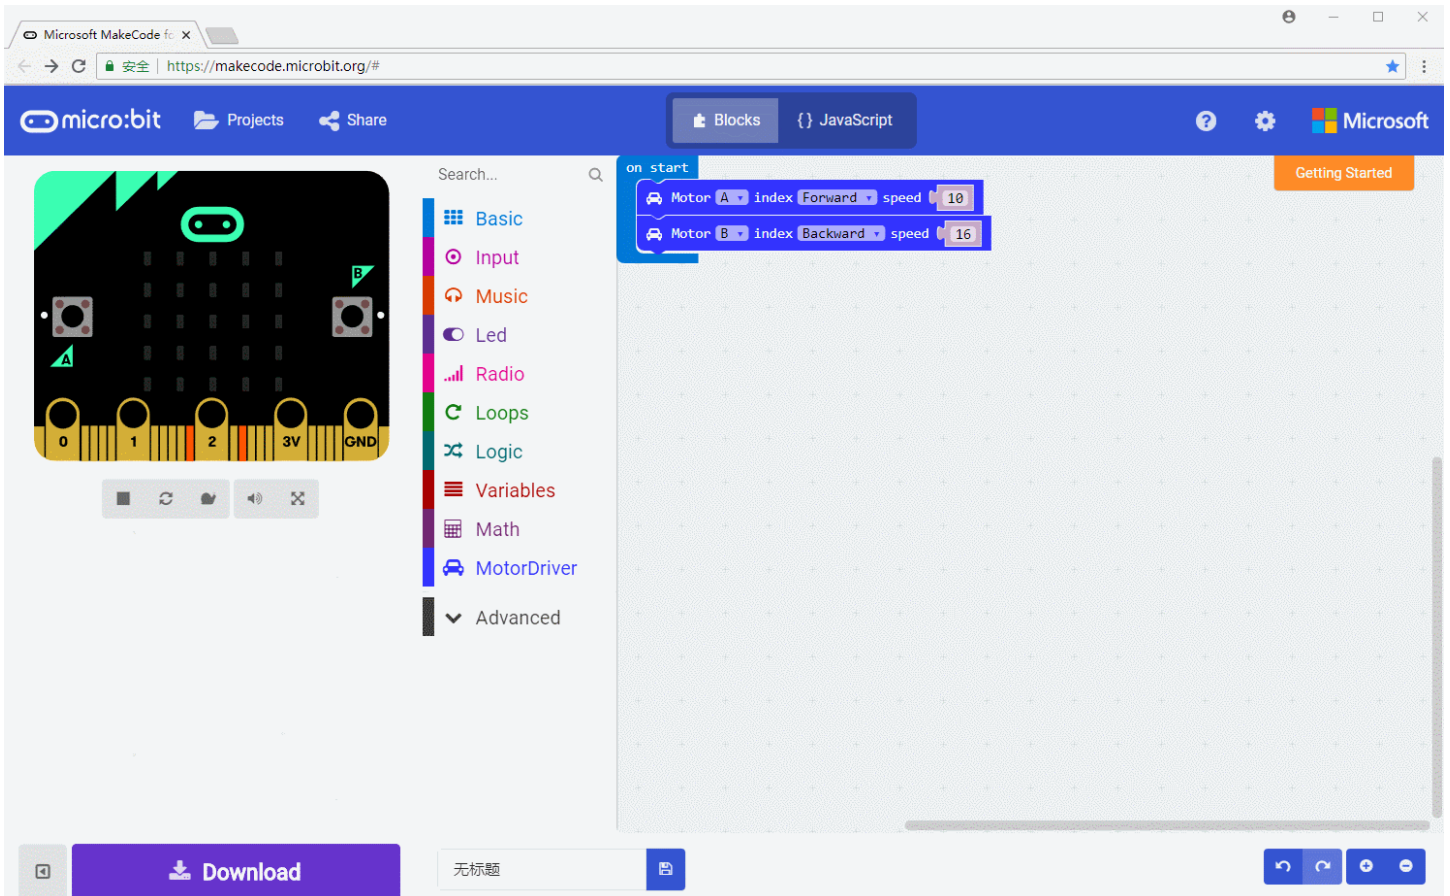 Microsoft MakeCode fo
安全 | https://makecode.microbit.org/#
micro:bit Projects Share Blocks {} JavaScript Microsoft
Search...
Getting Started
on start
Motor A index Forward speed 10
Motor B index Backward speed 16
Basic
Input
Music
Led
Radio
Loops
Logic
Variables
Math
MotorDriver
Advanced
B
A
0 1 2 3V GND
Download
无标题